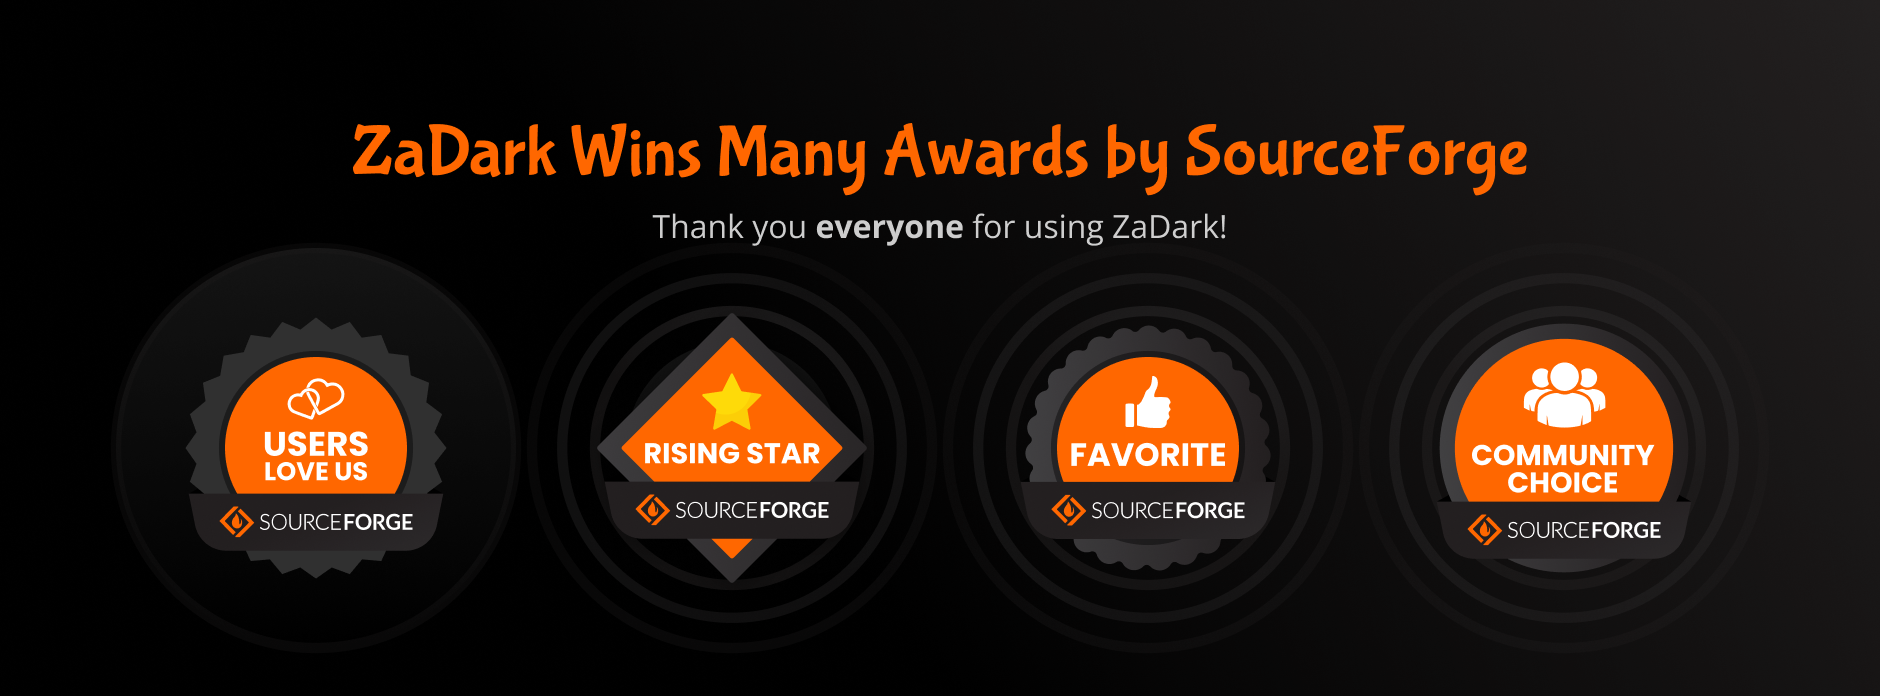 ZaDark Wins Many Awards by SourceForge
Thank you everyone for using ZaDark!
USERS
LOVE US
SOURCEFORGE
RISING STAR
SOURCEFORGE
FAVORITE
SOURCEFORGE
COMMUNITY
CHOICE
SOURCEFORGE